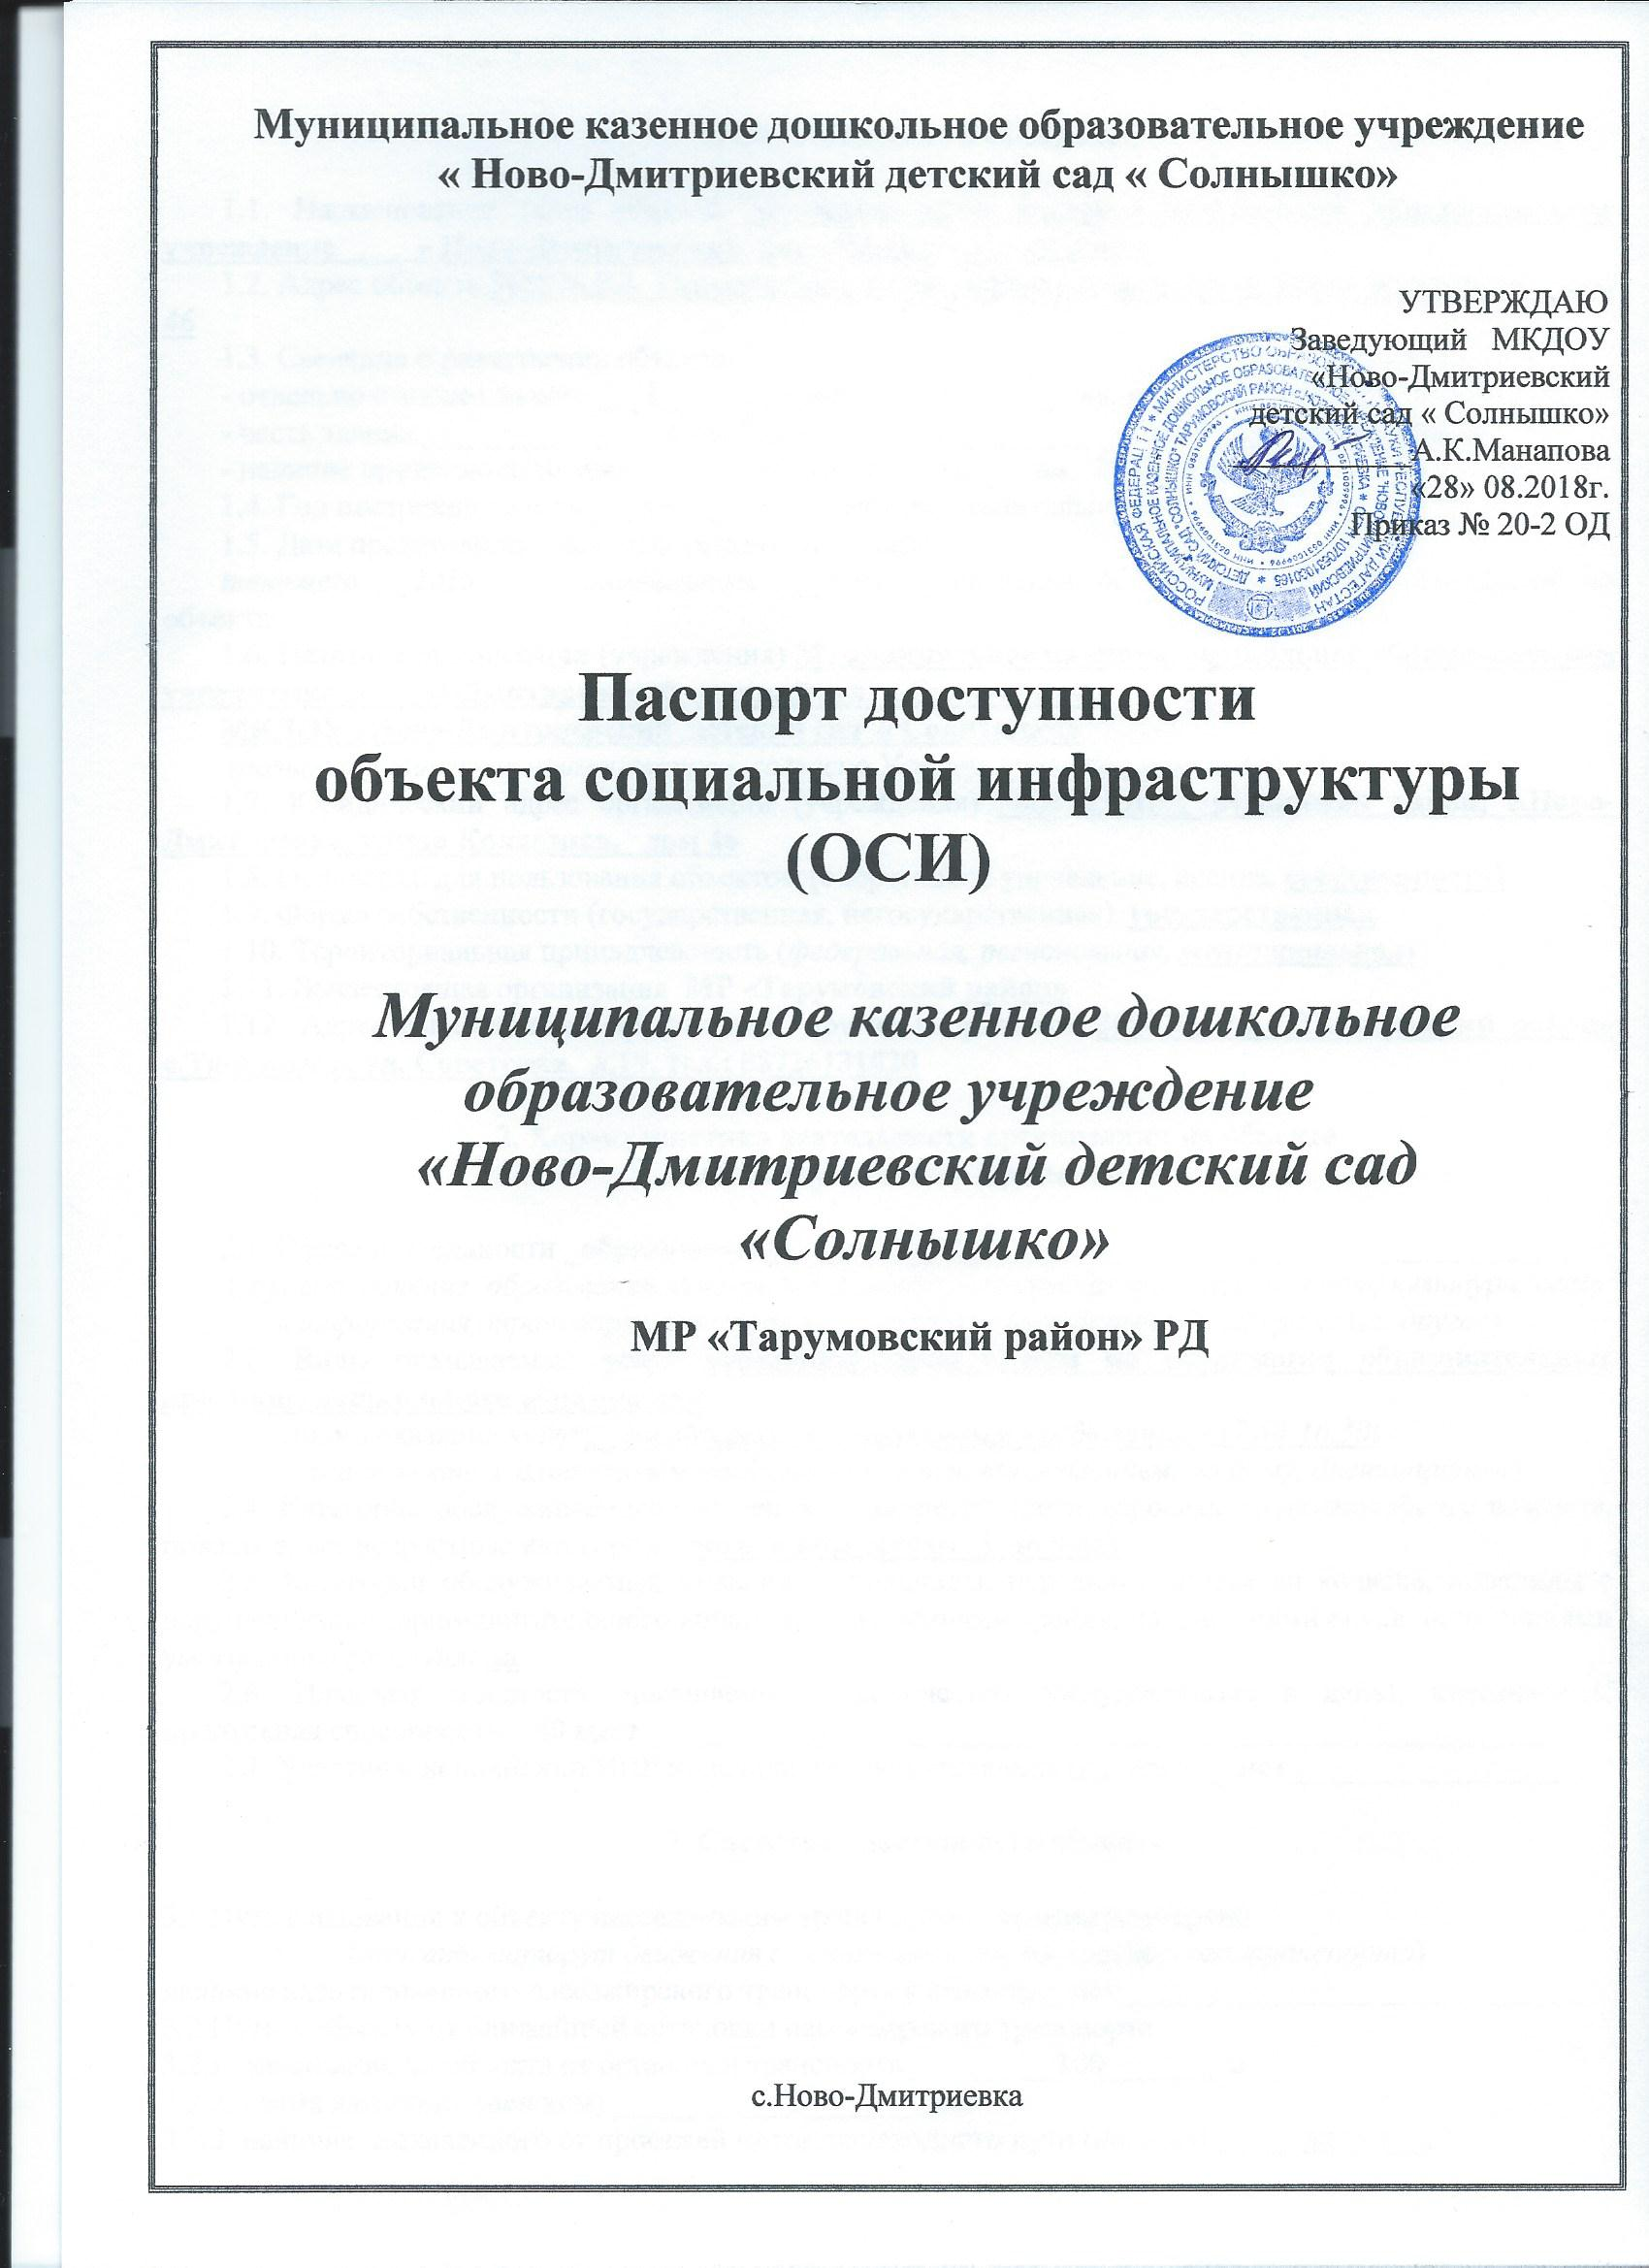 Муниципальное казенное дошкольное образовательное учреждение
« Ново-Дмитриевский детский сад « Солнышко»
УТВЕРЖДАЮ
Заведующий МКДОУ
«Ново-Дмитриевский
детский сад « Солнышко»
А.К.Манапова
«28» 08.2018г.
Приказ № 20-2 ОД
Паспорт доступности
объекта социальной инфраструктуры
(ОСИ)
Муниципальное казенное дошкольное
образовательное учреждение
«Ново-Дмитриевский детский сад
«Солнышко»
МР «Тарумовский район» РД
с.Ново-Дмитриевка